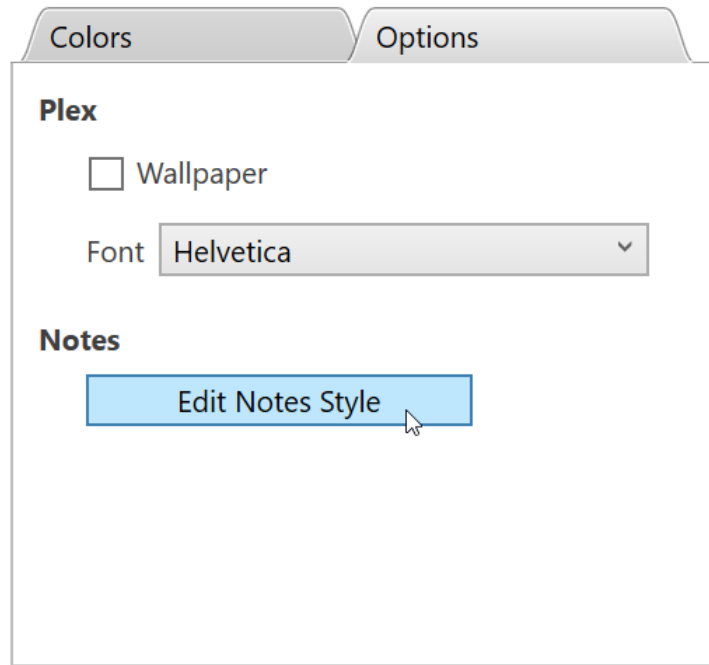 Colors Options
Plex
Wallpaper
Font Helvetica
Notes
Edit Notes Style